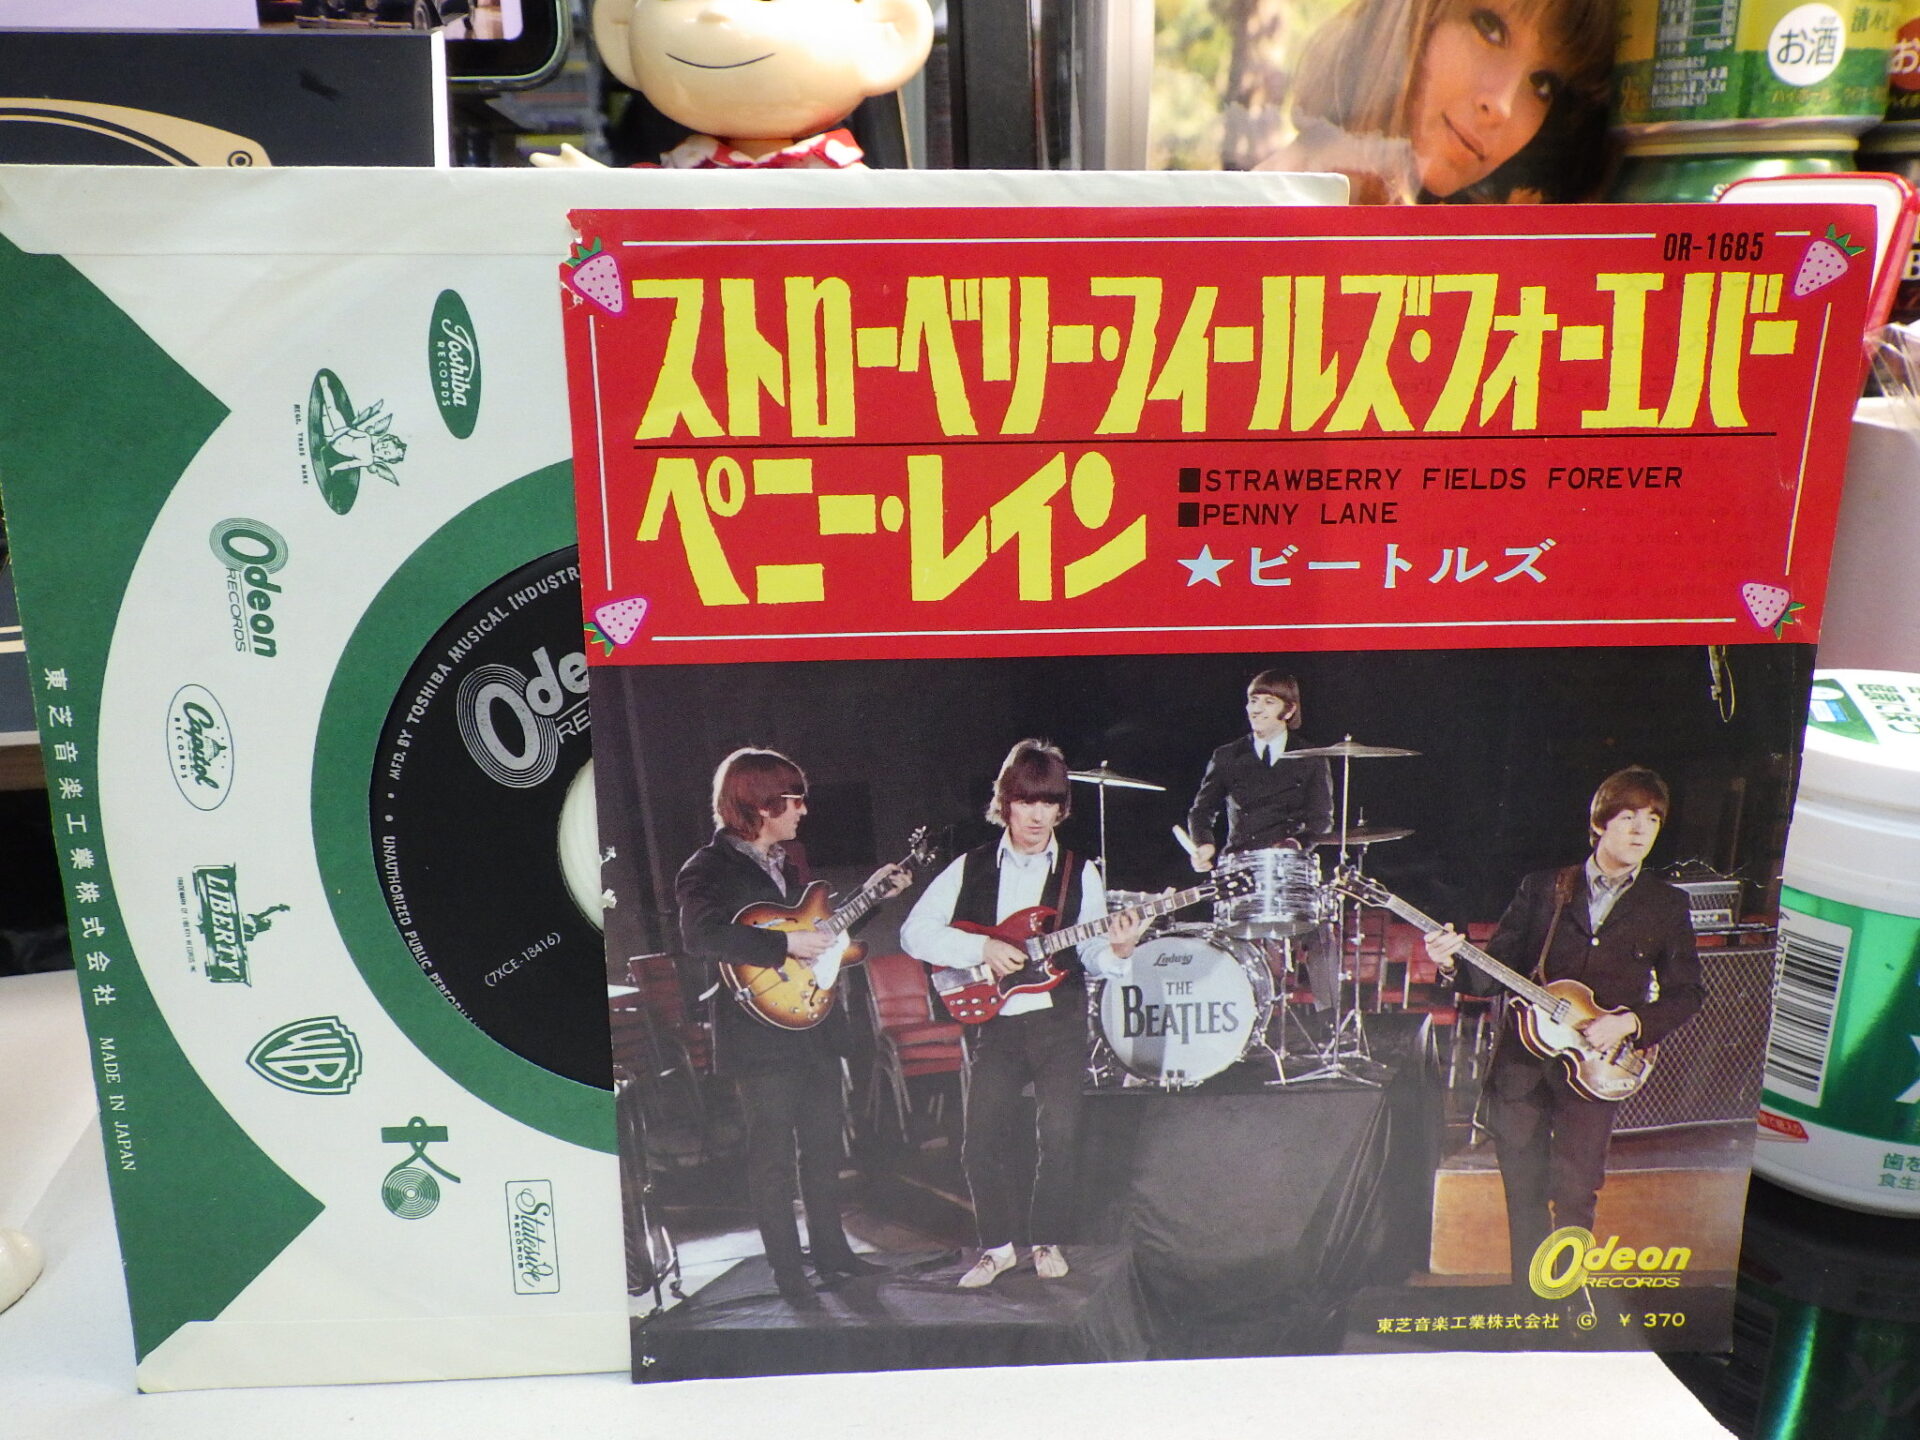 OR-1685
ストロベリー・フィールズ・フォーエバー
ペニー・レイン
■STRAWBERRY FIELDS FOREVER
■PENNY LANE
★ビートルズ
Ludwig
THE
BEATLES
Odeon
RECORDS
東芝音楽工業株式会社 Ⓖ ¥ 370
Toshiba
RECORDS
REGL. TRADE MARK
Odeon
RECORDS
Capitol
RECORDS
LIBERTY
WB
Stateside
RECORDS
東芝音楽工業株式会社 MADE IN JAPAN
MFD. BY TOSHIBA MUSICAL INDUSTR
UNAUTHORIZED PUBLIC
(7XCE-18416)
お酒